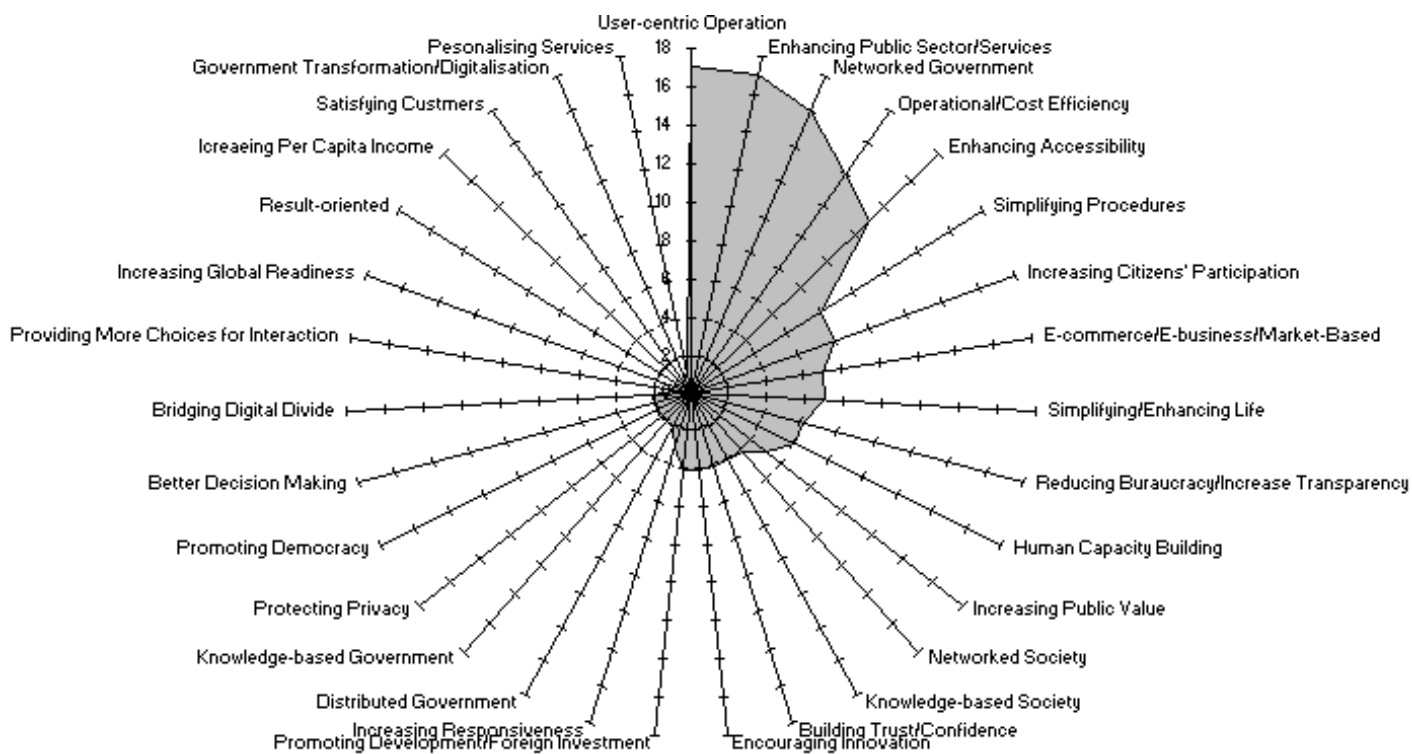 User-centric Operation
Pesonalising Services
18
Enhancing Public Sector/Services
Government Transformation/Digitalisation
Networked Government
16
Satisfying Custmers
Operational/Cost Efficiency
14
Icreaeing Per Capita Income
Enhancing Accessibility
12
Result-oriented
10
Simplifying Procedures
8
Increasing Global Readiness
Increasing Citizens' Participation
6
4
Providing More Choices for Interaction
E-commerce/E-business/Market-Based
2
Bridging Digital Divide
Simplifying/Enhancing Life
Better Decision Making
Reducing Buraucracy/Increase Transparency
Promoting Democracy
Human Capacity Building
Protecting Privacy
Increasing Public Value
Knowledge-based Government
Networked Society
Distributed Government
Knowledge-based Society
Increasing Responsiveness
Building Trust/Confidence
Promoting Development/Foreign Investment
Encouraging Innovation